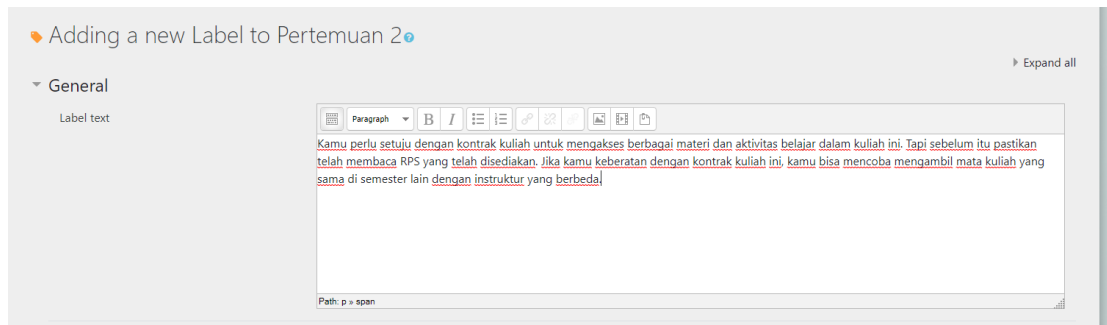 Adding a new Label to Pertemuan 2
Expand all
General
Label text
Paragraph
B I
Kamu perlu setuju dengan kontrak kuliah untuk mengakses berbagai materi dan aktivitas belajar dalam kuliah ini. Tapi sebelum itu pastikan
telah membaca RPS yang telah disediakan. Jika kamu keberatan dengan kontrak kuliah ini, kamu bisa mencoba mengambil mata kuliah yang
sama di semester lain dengan instruktur yang berbeda.
Path: p » span